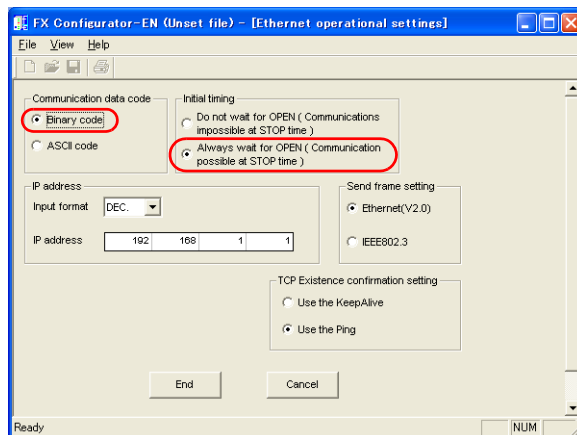 FX Configurator-EN (Unset file) - [Ethernet operational settings]
File View Help
Communication data code
Binary code
ASCII code
Initial timing
Do not wait for OPEN ( Communications
impossible at STOP time )
Always wait for OPEN ( Communication
possible at STOP time )
IP address
Input format DEC.
IP address 192 168 1 1
Send frame setting
Ethernet(V2.0)
IEEE802.3
TCP Existence confirmation setting
Use the KeepAlive
Use the Ping
End Cancel
Ready NUM